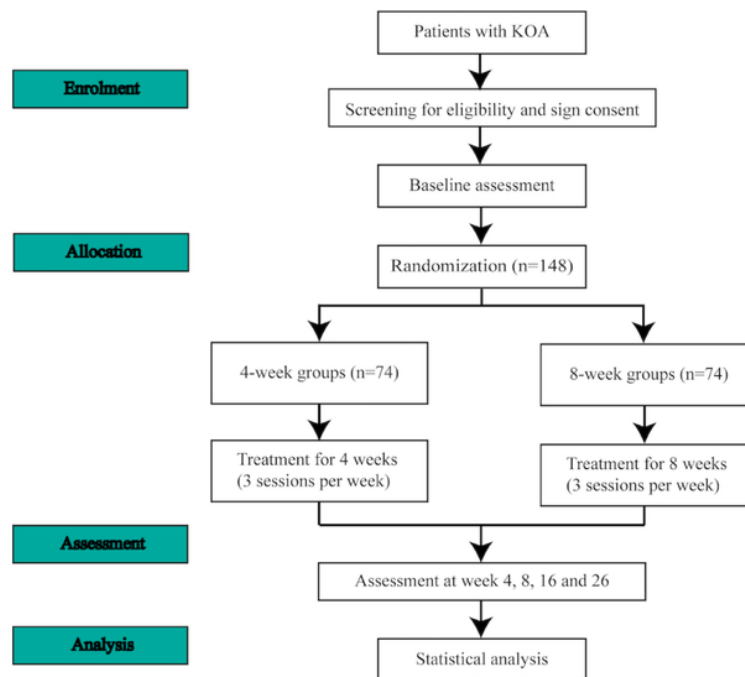 Patients with KOA
Enrolment
Screening for eligibility and sign consent
Baseline assessment
Allocation
Randomization (n=148)
4-week groups (n=74)
8-week groups (n=74)
Treatment for 4 weeks
(3 sessions per week)
Treatment for 8 weeks
(3 sessions per week)
Assessment
Assessment at week 4, 8, 16 and 26
Analysis
Statistical analysis